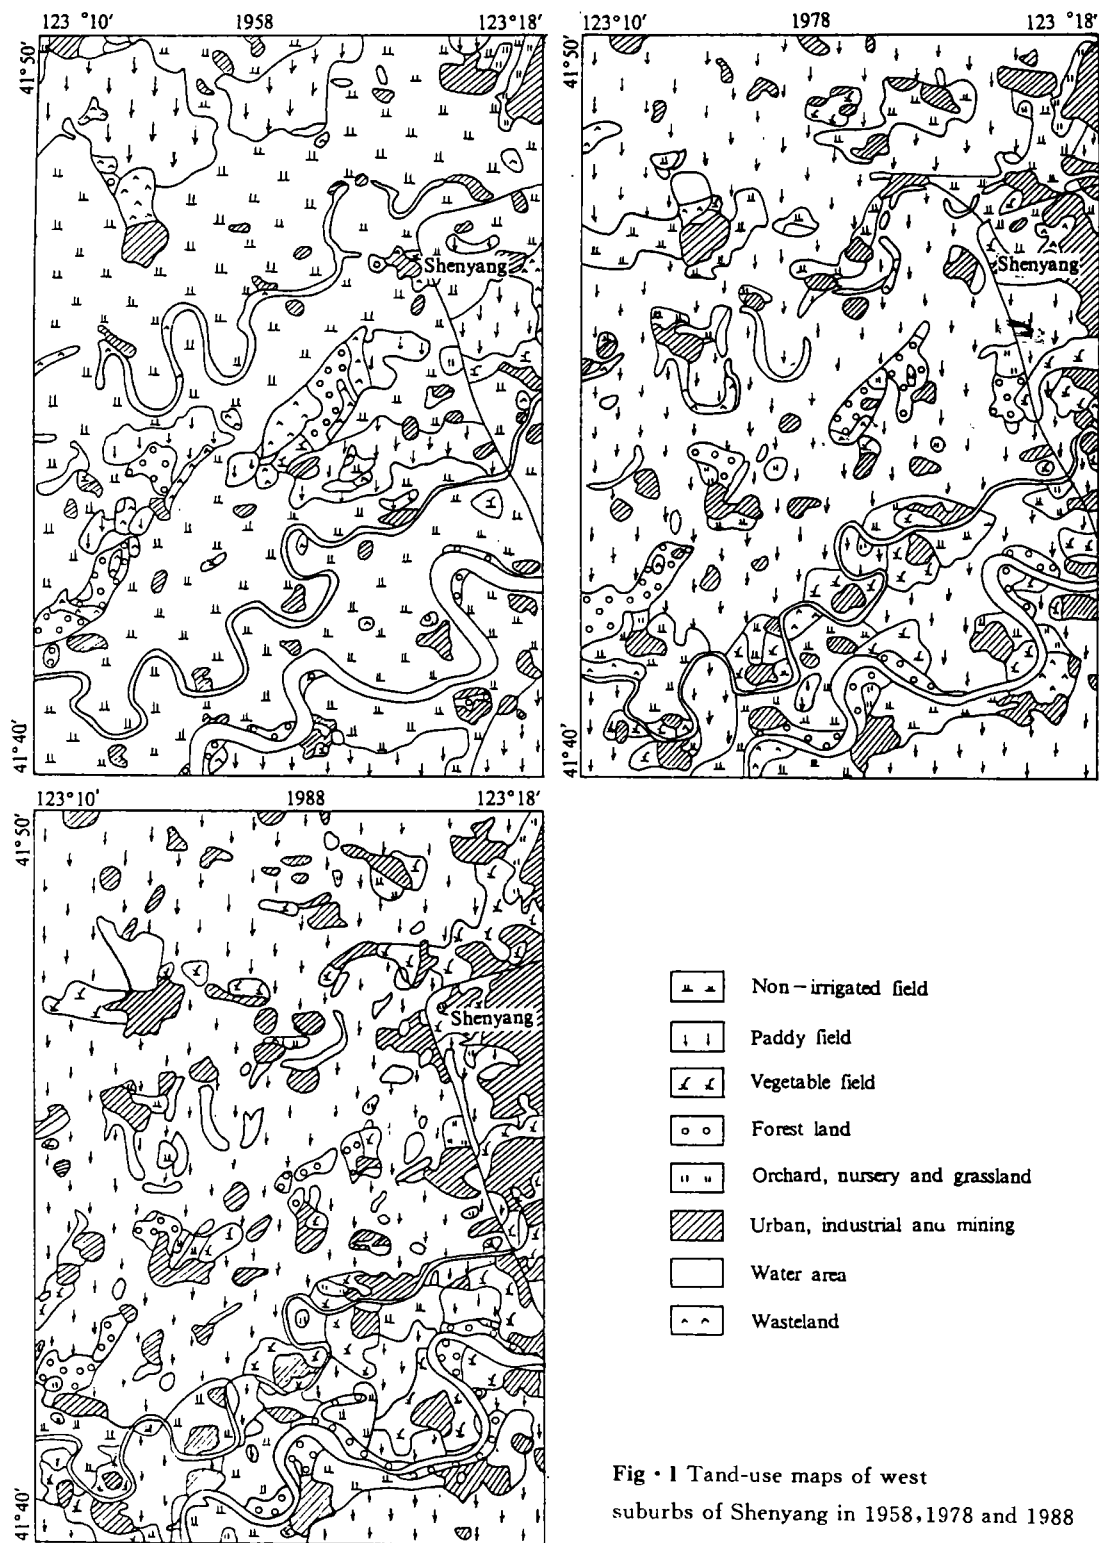 123 °10′ 1958 123°18′
41°50′
Shenyang
41°40′
123°10′ 1978 123 °18′
41°50′
Shenyang
41°40′
123°10′ 1988 123°18′
41°50′
Shenyang
41°40′
Non-irrigated field
Paddy field
Vegetable field
Forest land
Orchard, nursery and grassland
Urban, industrial anu mining
Water area
Wasteland
Fig · 1 Tand-use maps of west
suburbs of Shenyang in 1958,1978 and 1988